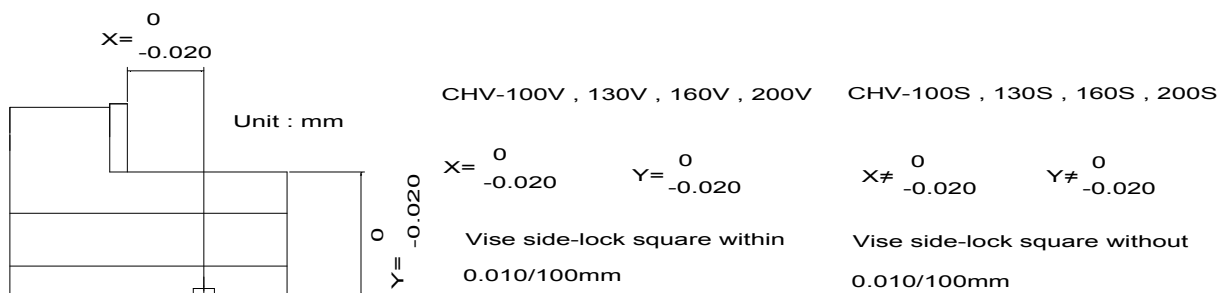 0
X= -0.020
Unit : mm
0
Y= -0.020
CHV-100V , 130V , 160V , 200V
0 0
X= -0.020 Y= -0.020
Vise side-lock square within
0.010/100mm
CHV-100S , 130S , 160S , 200S
0 0
X≠ -0.020 Y≠ -0.020
Vise side-lock square without
0.010/100mm